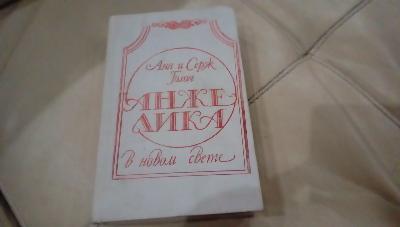 Анн и Серж
Голон
АНЖЕ
ЛИКА
в новом свете